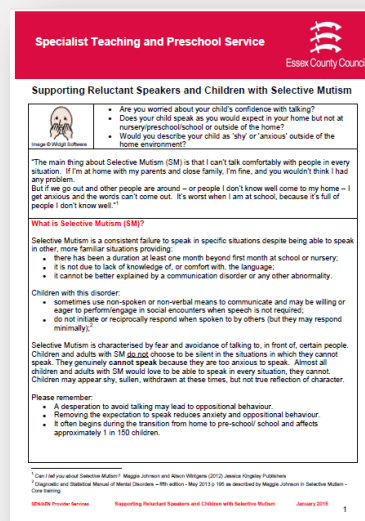 Specialist Teaching and Preschool Service
Essex County Council
Supporting Reluctant Speakers and Children with Selective Mutism
• Are you worried about your child's confidence with talking?
• Does your child speak as you would expect in your home but not at
nursery/preschool/school or outside of the home?
• Would you describe your child as 'shy' or 'anxious' outside of the
home environment?
Image © Widgit Software
"The main thing about Selective Mutism (SM) is that I can't talk comfortably with people in every
situation. If I'm at home with my parents and close family, I'm fine, and you wouldn't think I had
any problem.
But if we go out and other people are around – or people I don't know well come to my home – I
get anxious and the words can't come out. It's worst when I am at school, because it's full of
people I don't know well."1
What is Selective Mutism (SM)?
Selective Mutism is a consistent failure to speak in specific situations despite being able to speak
in other, more familiar situations providing:
• there has been a duration at least one month beyond first month at school or nursery;
• it is not due to lack of knowledge of, or comfort with, the language;
• it cannot be better explained by a communication disorder or any other abnormality.
Children with this disorder:
• sometimes use non-spoken or non-verbal means to communicate and may be willing or
eager to perform/engage in social encounters when speech is not required;
• do not initiate or reciprocally respond when spoken to by others (but they may respond
minimally);2
Selective Mutism is characterised by fear and avoidance of talking to, in front of, certain people.
Children and adults with SM do not choose to be silent in the situations in which they cannot
speak. They genuinely cannot speak because they are too anxious to speak. Almost all
children and adults with SM would love to be able to speak in every situation, they cannot.
Children may appear shy, sullen, withdrawn at these times, but not true reflection of character.
Please remember:
• A desperation to avoid talking may lead to oppositional behaviour.
• Removing the expectation to speak reduces anxiety and oppositional behaviour.
• It often begins during the transition from home to pre-school/ school and affects
approximately 1 in 150 children.
1 Can I tell you about Selective Mutism? Maggie Johnson and Alison Wintgens (2012) Jessica Kingsley Publishers
2 Diagnostic and Statistical Manual of Mental Disorders – fifth edition - May 2013 p 195 as described by Maggie Johnson in Selective Mutism -
Core training.
SEN/AEN Provider Services Supporting Reluctant Speakers and Children with Selective Mutism January 2015
1